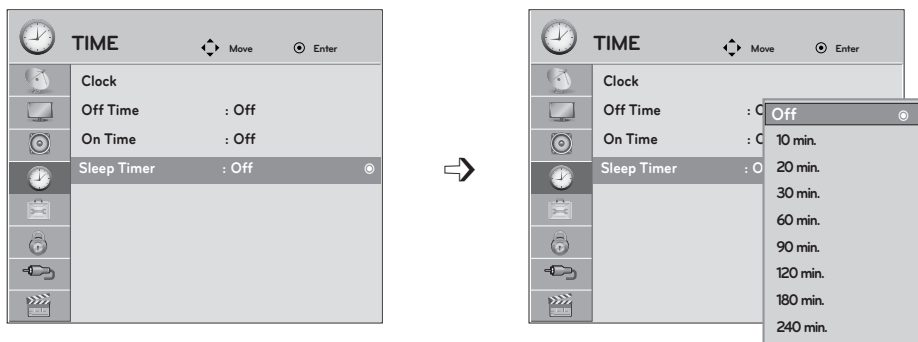 TIME Move Enter
Clock
Off Time : Off
On Time : Off
Sleep Timer : Off
TIME Move Enter
Clock
Off Time : O
On Time : O
Sleep Timer : O
Off
10 min.
20 min.
30 min.
60 min.
90 min.
120 min.
180 min.
240 min.